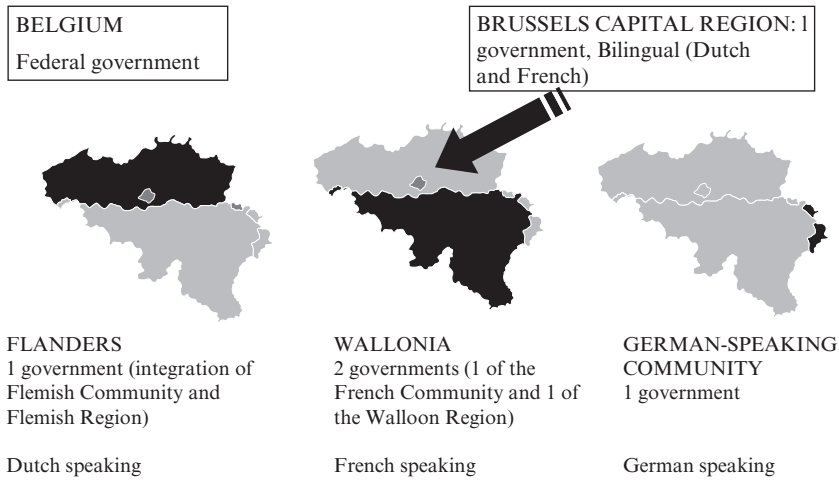 BELGIUM
Federal government
BRUSSELS CAPITAL REGION: 1
government, Bilingual (Dutch
and French)
FLANDERS
1 government (integration of
Flemish Community and
Flemish Region)
Dutch speaking
WALLONIA
2 governments (1 of the
French Community and 1 of
the Walloon Region)
French speaking
GERMAN-SPEAKING
COMMUNITY
1 government
German speaking